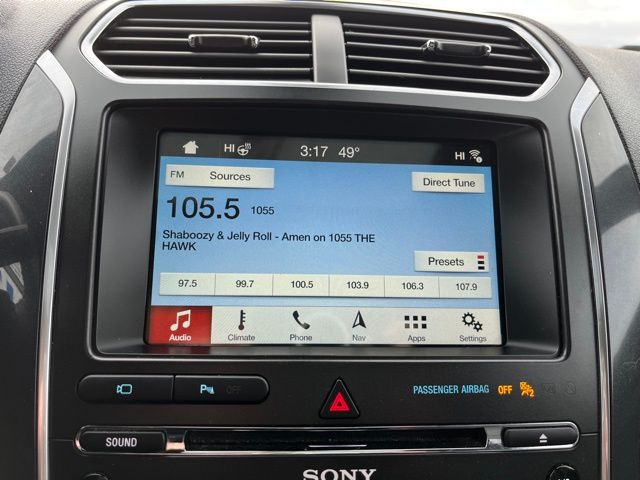 HI 3:17 49° HI
FM Sources Direct Tune
105.5 1055
Shaboozy & Jelly Roll - Amen on 1055 THE
HAWK
Presets
97.5 99.7 100.5 103.9 106.3 107.9
Audio Climate Phone Nav Apps Settings
OFF PASSENGER AIRBAG OFF 2
SOUND
SONY